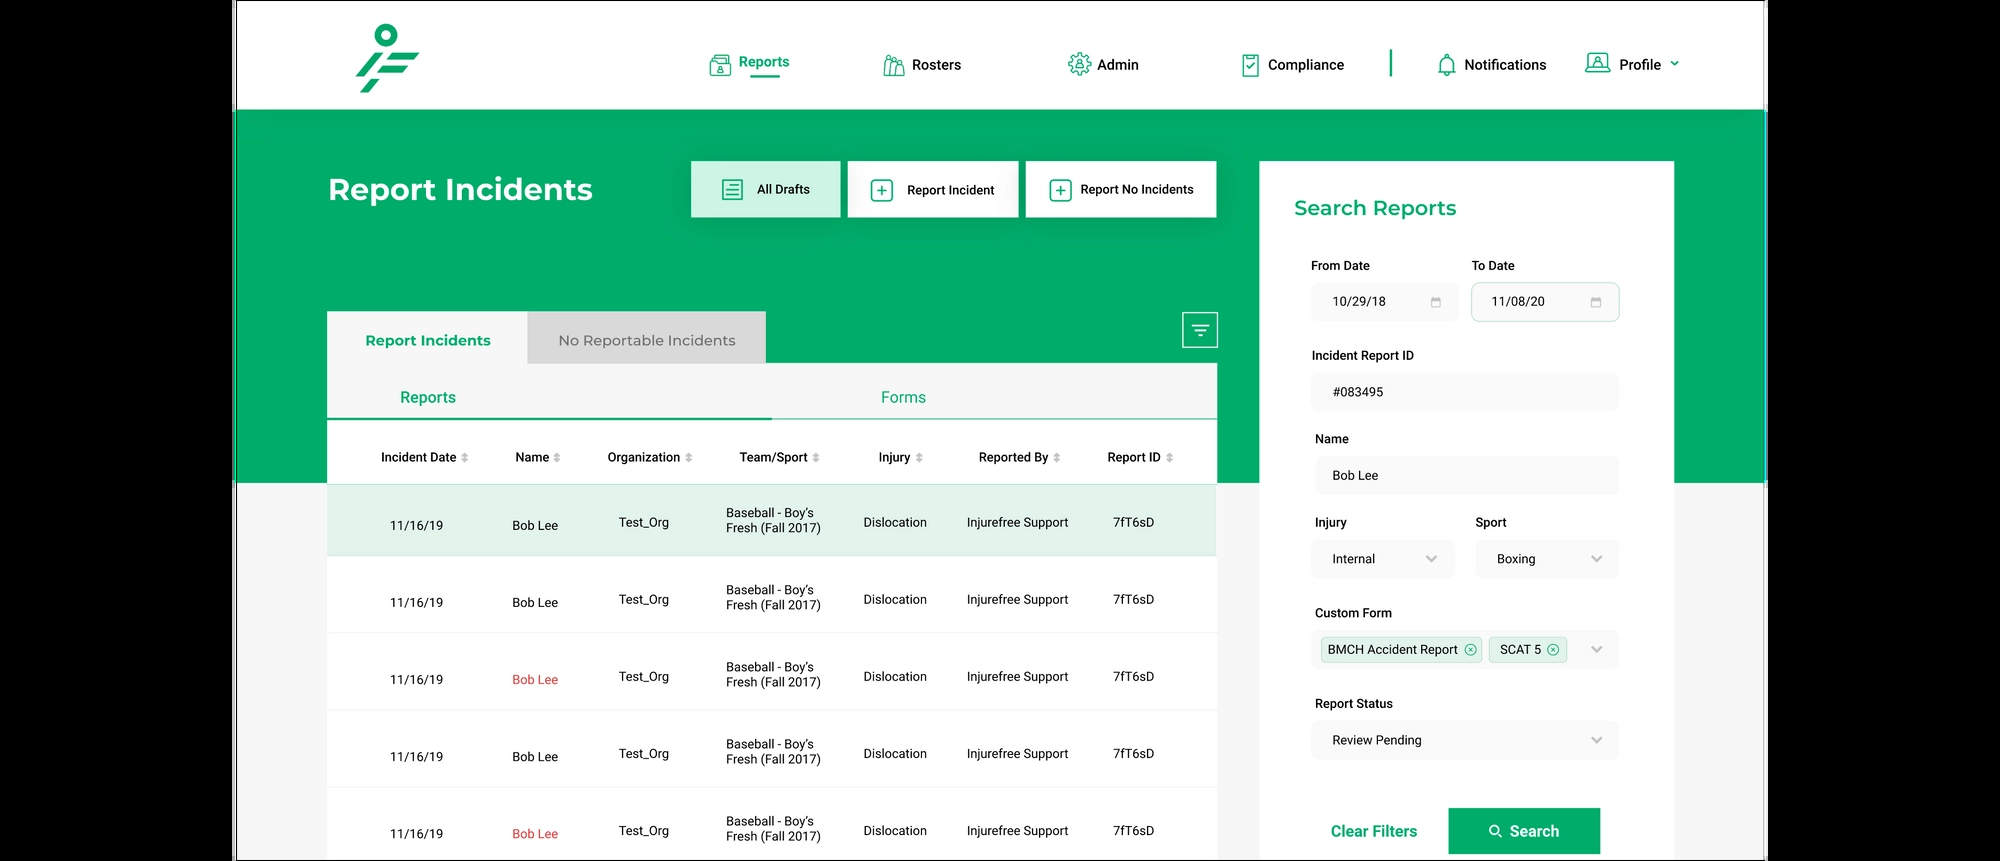 Reports
Rosters
Admin
Compliance
Notifications
Profile
Report Incidents
All Drafts
Report Incident
Report No Incidents
Report Incidents
No Reportable Incidents
Reports
Forms
Incident Date
Name
Organization
Team/Sport
Injury
Reported By
Report ID
11/16/19
Bob Lee
Test_Org
Baseball - Boy's
Fresh (Fall 2017)
Dislocation
Injurefree Support
7fT6sD
11/16/19
Bob Lee
Test_Org
Baseball - Boy's
Fresh (Fall 2017)
Dislocation
Injurefree Support
7fT6sD
11/16/19
Bob Lee
Test_Org
Baseball - Boy's
Fresh (Fall 2017)
Dislocation
Injurefree Support
7fT6sD
11/16/19
Bob Lee
Test_Org
Baseball - Boy's
Fresh (Fall 2017)
Dislocation
Injurefree Support
7fT6sD
11/16/19
Bob Lee
Test_Org
Baseball - Boy's
Fresh (Fall 2017)
Dislocation
Injurefree Support
7fT6sD
Search Reports
From Date
To Date
10/29/18
11/08/20
Incident Report ID
#083495
Name
Bob Lee
Injury
Sport
Internal
Boxing
Custom Form
BMCH Accident Report
SCAT 5
Report Status
Review Pending
Clear Filters
Search